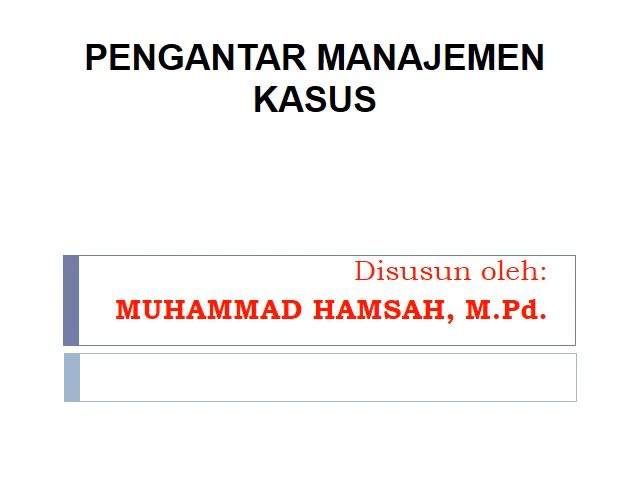 PENGANTAR MANAJEMEN
KASUS
Disusun oleh:
MUHAMMAD HAMSAH, M.Pd.